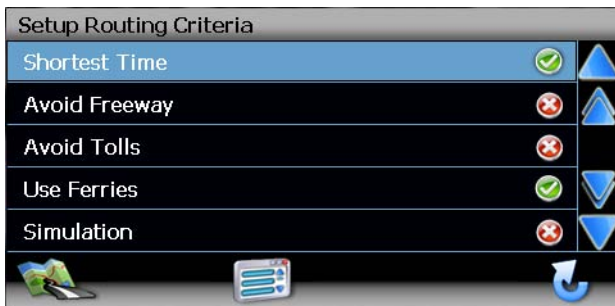 Setup Routing Criteria
Shortest Time
Avoid Freeway
Avoid Tolls
Use Ferries
Simulation